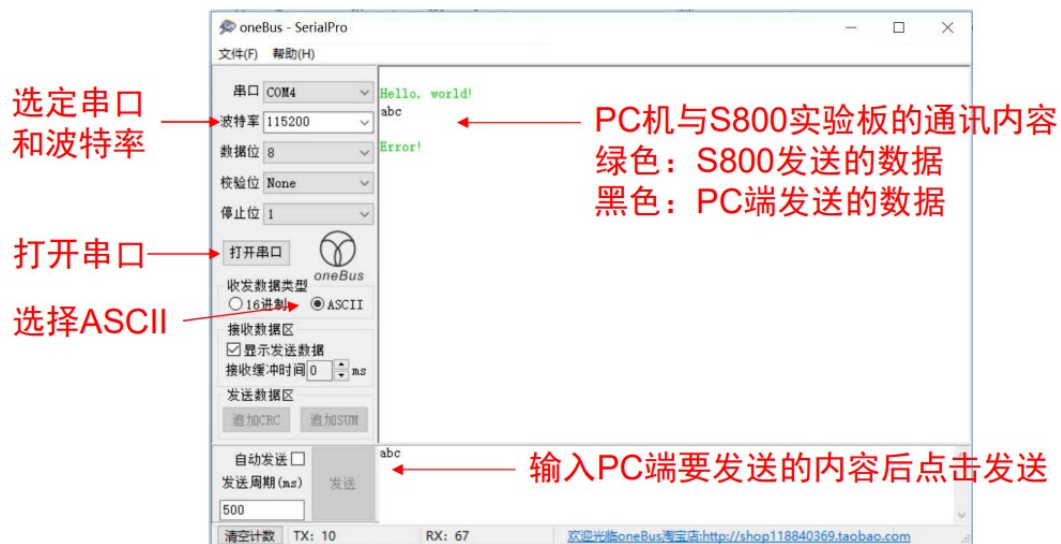 oneBus - SerialPro
文件(F) 帮助(H)
选定串口
和波特率
串口 COM4
波特率 115200
数据位 8
校验位 None
停止位 1
打开串口
打开串口
oneBus
收发数据类型
16进制 ASCII
选择ASCII
接收数据区
显示发送数据
接收缓冲时间 0 ms
发送数据区
追加CRC 追加SUM
Hello, world!
abc
Error!
PC机与S800实验板的通讯内容
绿色：S800发送的数据
黑色：PC端发送的数据
自动发送
发送周期(ms)
500
发送
abc
输入PC端要发送的内容后点击发送
清空计数 TX: 10 RX: 67 欢迎光临oneBus淘宝店:http://shop118840369.taobao.com